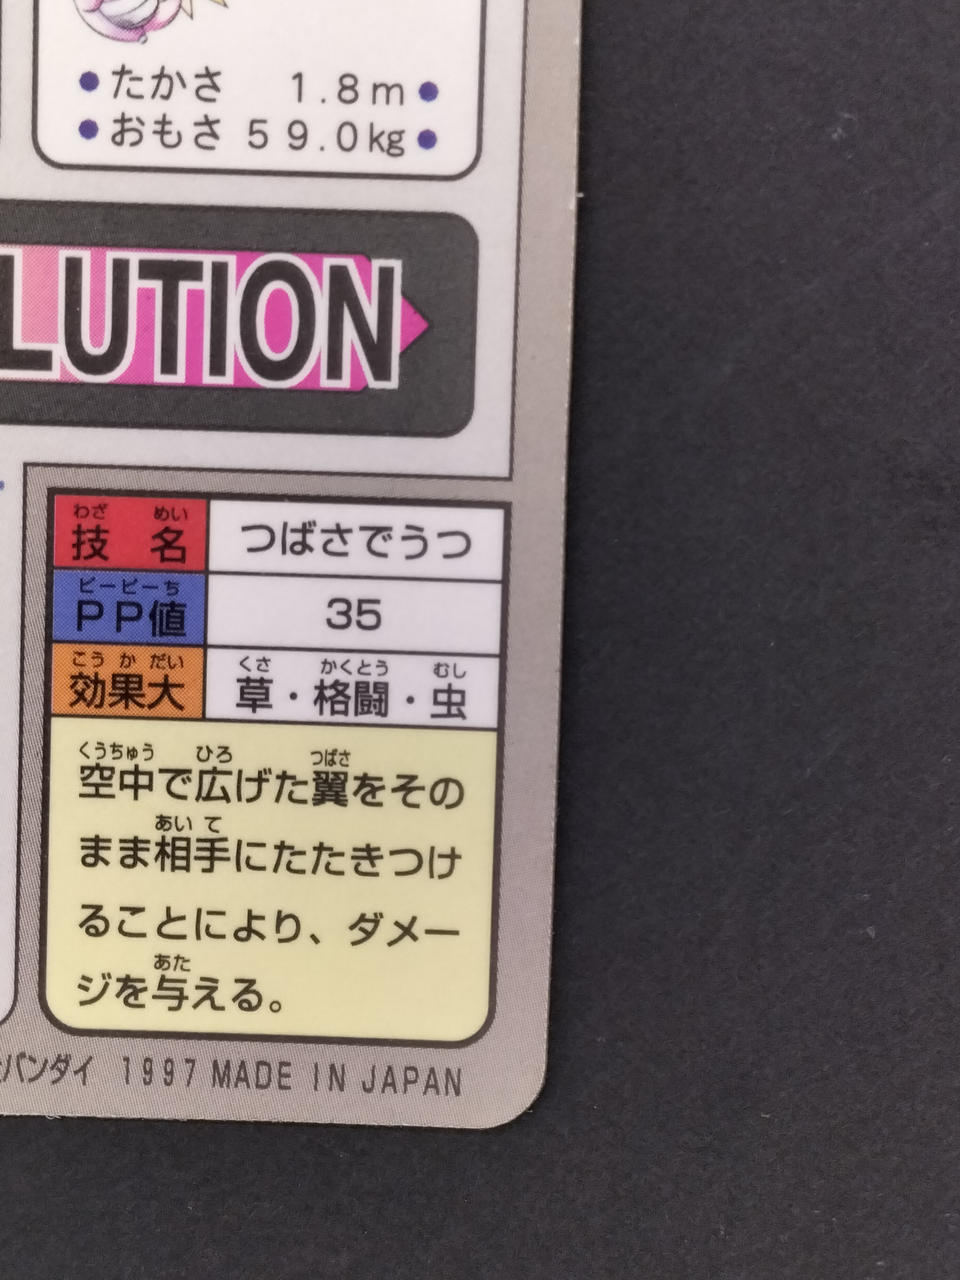 ●たかさ 1.8m●
●おもさ 59.0kg●
LUTION
わざ めい
技 名 つばさでうつ
ピーピーち
PP値 35
こう か だい くさ かくとう むし
効果大 草・格闘・虫
くうちゅう ひろ つばさ
空中で広げた翼をその
あい て
まま相手にたたきつけ
ることにより、ダメー
あた
ジを与える。
バンダイ 1997 MADE IN JAPAN